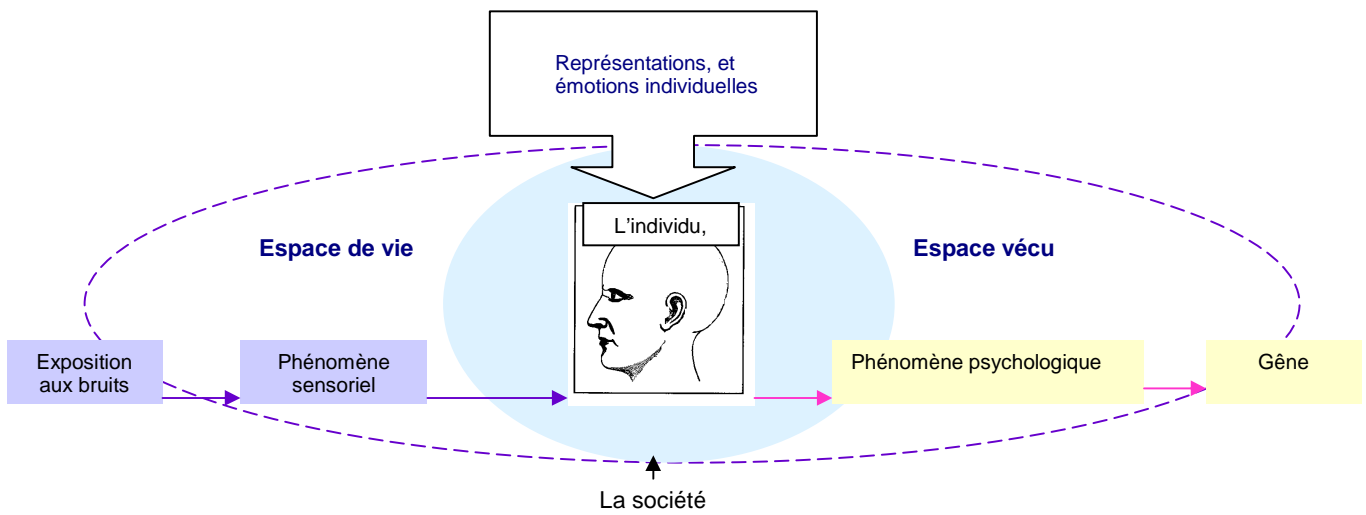 Représentations, et
émotions individuelles
L'individu,
Espace de vie
Espace vécu
Exposition
aux bruits
Phénomène
sensoriel
Phénomène psychologique
Gêne
La société